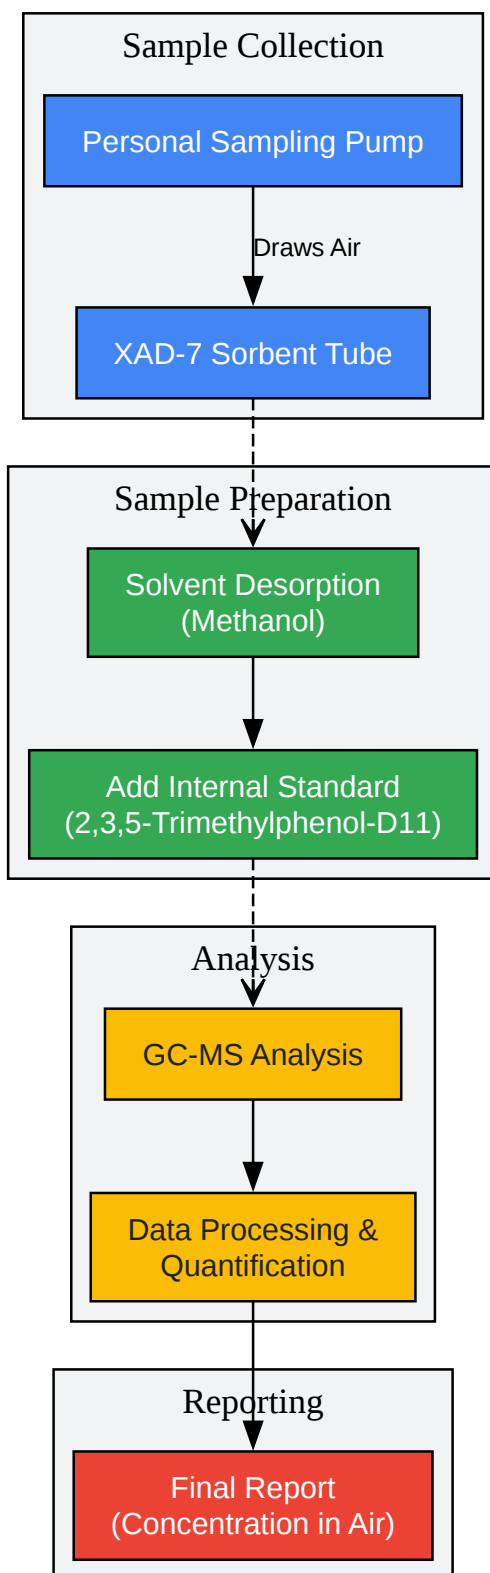 Sample Collection
Personal Sampling Pump
Draws Air
XAD-7 Sorbent Tube
Sample Preparation
Solvent Desorption
(Methanol)
Add Internal Standard
(2,3,5-Trimethylphenol-D11)
Analysis
GC-MS Analysis
Data Processing &
Quantification
Reporting
Final Report
(Concentration in Air)